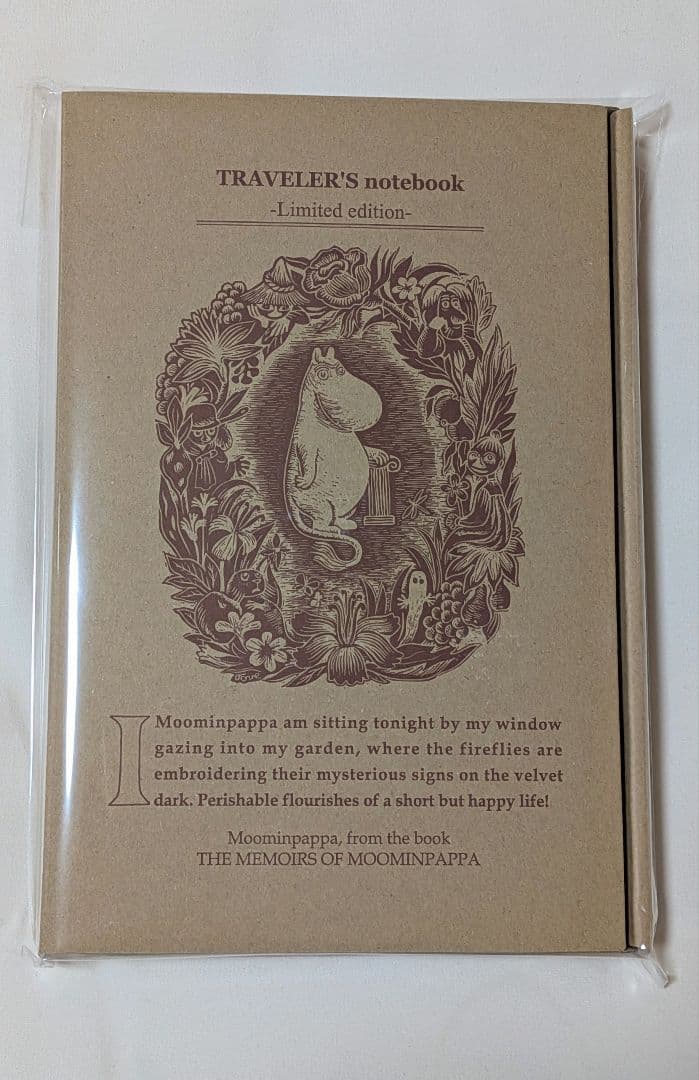 TRAVELER'S notebook
-Limited edition-
Tove
I Moominpappa am sitting tonight by my window
gazing into my garden, where the fireflies are
embroidering their mysterious signs on the velvet
dark. Perishable flourishes of a short but happy life!
Moominpappa, from the book
THE MEMOIRS OF MOOMINPAPPA